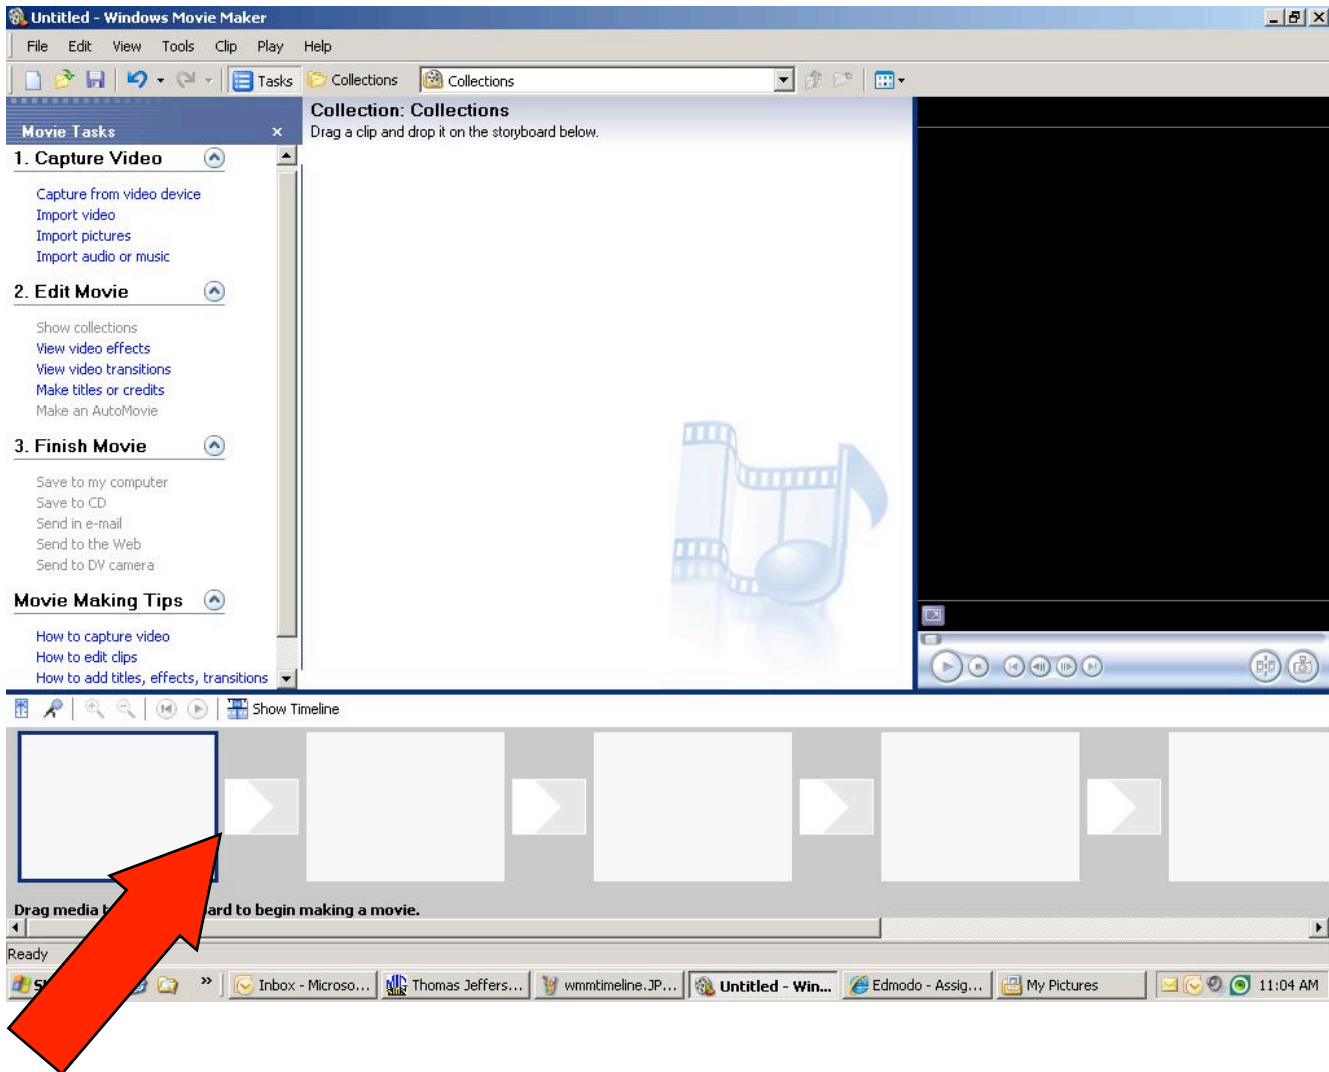 Untitled - Windows Movie Maker
File Edit View Tools Clip Play Help
Tasks Collections Collections
Movie Tasks
1. Capture Video
Capture from video device
Import video
Import pictures
Import audio or music
2. Edit Movie
Show collections
View video effects
View video transitions
Make titles or credits
Make an AutoMovie
3. Finish Movie
Save to my computer
Save to CD
Send in e-mail
Send to the Web
Send to DV camera
Movie Making Tips
How to capture video
How to edit clips
How to add titles, effects, transitions
Collection: Collections
Drag a clip and drop it on the storyboard below.
Show Timeline
Drag media to begin making a movie.
Ready
Inbox - Microso... Thomas Jeffers... wmmtimeline.JP... Untitled - Win... Edmodo - Assig... My Pictures 11:04 AM